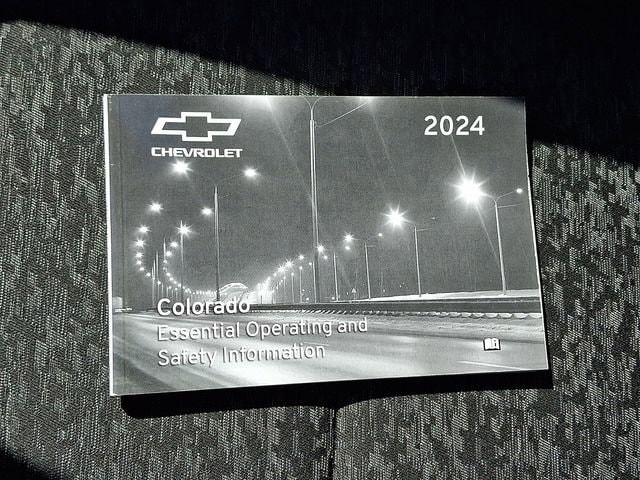 CHEVROLET
2024
Colorado
Essential Operating and
Safety Information